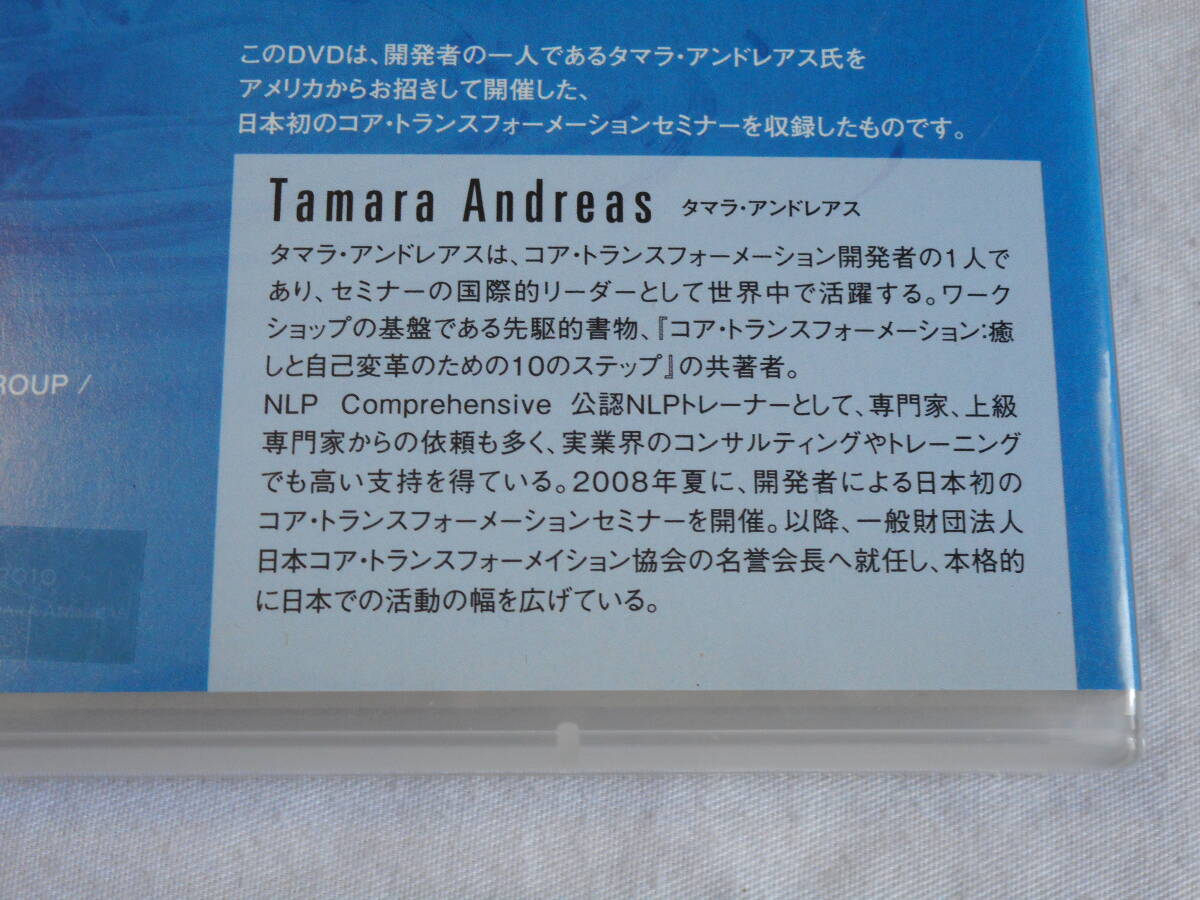 このDVDは、開発者の一人であるタマラ・アンドレアス氏を
アメリカからお招きして開催した、
日本初のコア・トランスフォーメーションセミナーを収録したものです。
Tamara Andreas タマラ・アンドレアス
タマラ・アンドレアスは、コア・トランスフォーメーション開発者の1人で
あり、セミナーの国際的リーダーとして世界中で活躍する。ワーク
ショップの基盤である先駆的書物、『コア・トランスフォーメーション:癒
しと自己変革のための10のステップ』の共著者。
NLP Comprehensive 公認NLPトレーナーとして、専門家、上級
専門家からの依頼も多く、実業界のコンサルティングやトレーニング
でも高い支持を得ている。2008年夏に、開発者による日本初の
コア・トランスフォーメーションセミナーを開催。以降、一般財団法人
日本コア・トランスフォーメイション協会の名誉会長へ就任し、本格的
に日本での活動の幅を広げている。
ROUP /
2010